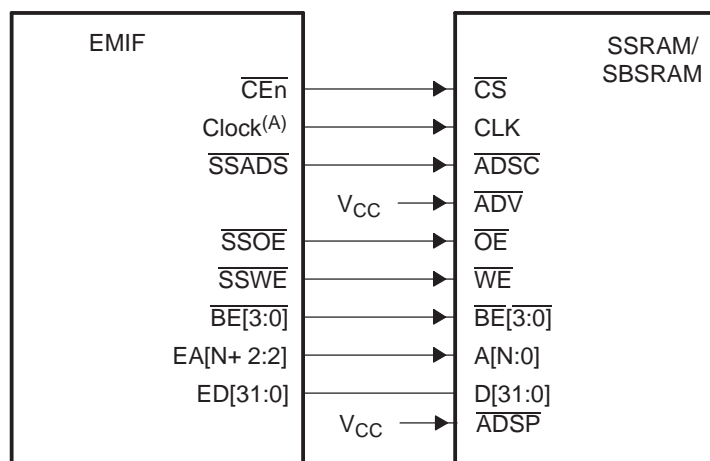 EMIF
SSRAM/
SBSRAM
CEn
CS
Clock(A)
CLK
SSADS
ADSC
VCC
ADV
SSOE
OE
SSWE
WE
BE[3:0]
BE[3:0]
EA[N+ 2:2]
A[N:0]
ED[31:0]
D[31:0]
VCC
ADSP